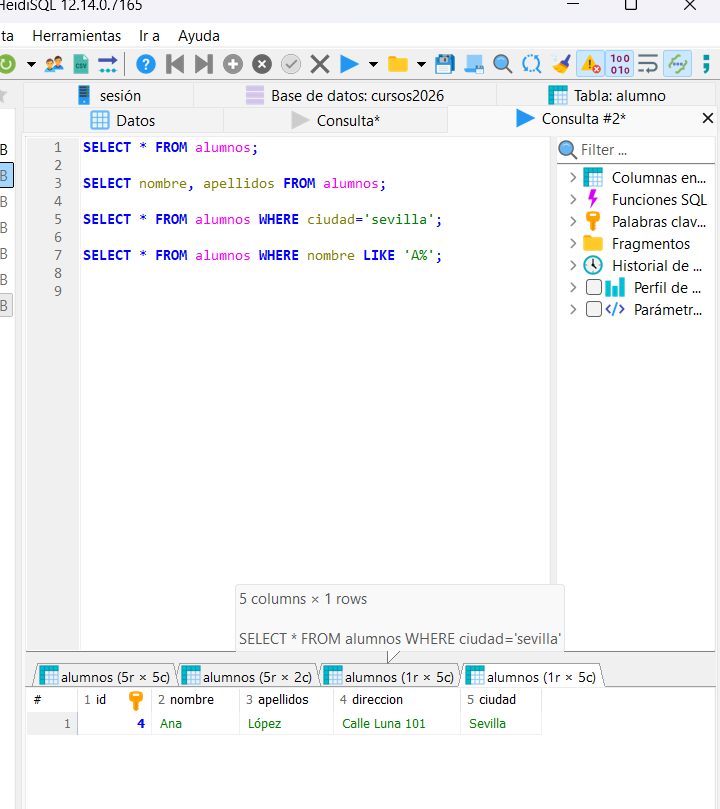 HeidiSQL 12.14.0.7165
ta Herramientas Ir a Ayuda
sesión Base de datos: cursos2026 Tabla: alumno
Datos Consulta* Consulta #2*
1 SELECT * FROM alumnos;
2
3 SELECT nombre, apellidos FROM alumnos;
4
5 SELECT * FROM alumnos WHERE ciudad='sevilla';
6
7 SELECT * FROM alumnos WHERE nombre LIKE 'A%';
8
9
Filter ...
Columnas en...
Funciones SQL
Palabras clav...
Fragmentos
Historial de ...
Perfil de ...
Parámetr...
5 columns × 1 rows
SELECT * FROM alumnos WHERE ciudad='sevilla'
alumnos (5r × 5c) alumnos (5r × 2c) alumnos (1r × 5c) alumnos (1r × 5c)
# 1 id 2 nombre 3 apellidos 4 direccion 5 ciudad
1 4 Ana López Calle Luna 101 Sevilla